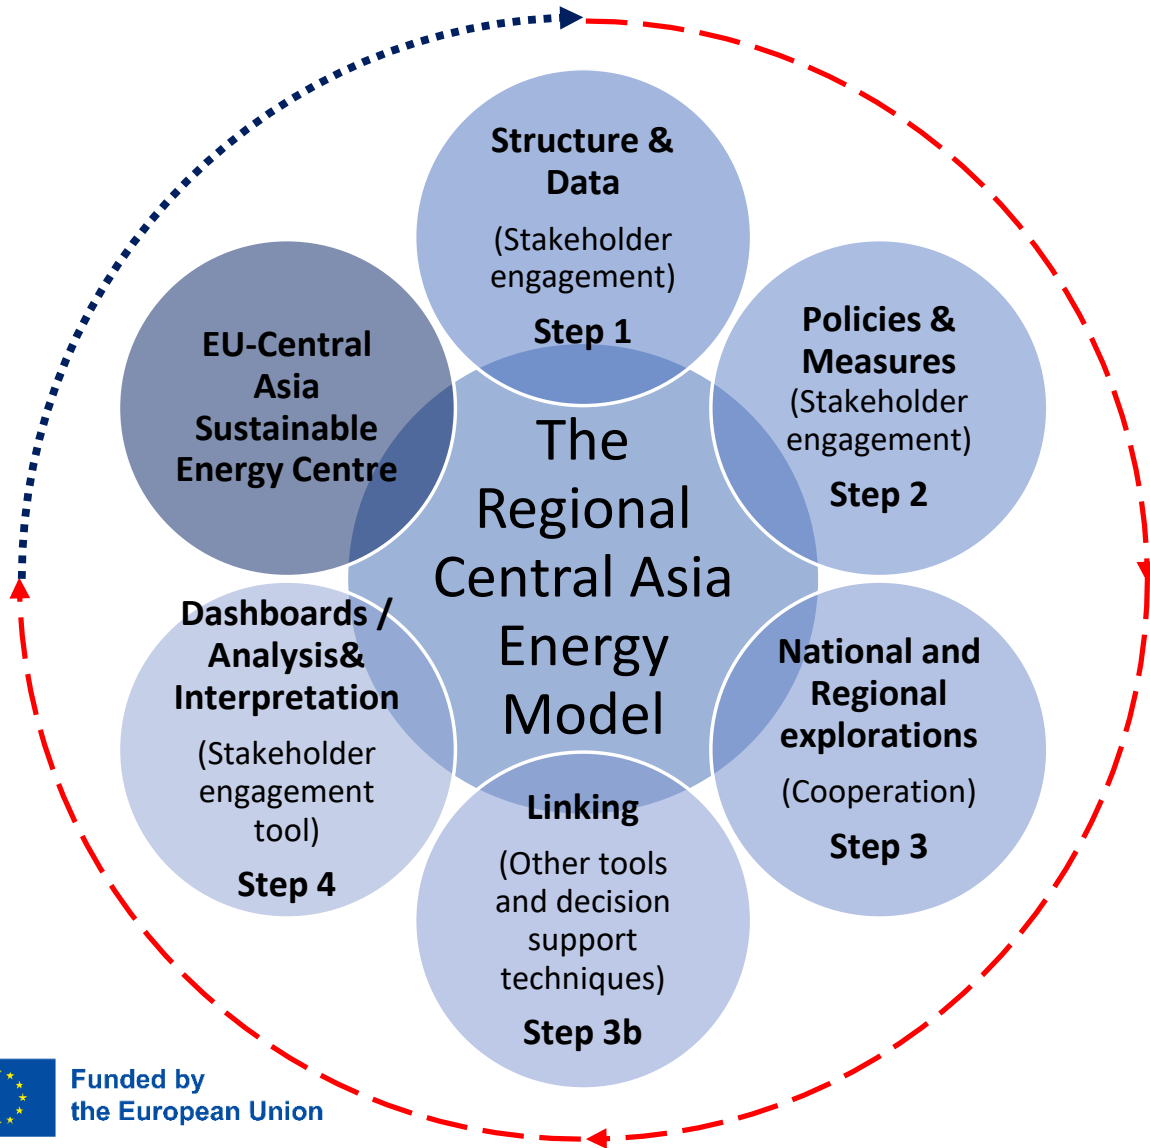 Structure &
Data
(Stakeholder
engagement)
Step 1
Policies &
Measures
(Stakeholder
engagement)
Step 2
National and
Regional
explorations
(Cooperation)
Step 3
Linking
(Other tools
and decision
support
techniques)
Step 3b
Dashboards /
Analysis&
Interpretation
(Stakeholder
engagement
tool)
Step 4
EU-Central
Asia
Sustainable
Energy Centre
The
Regional
Central Asia
Energy
Model
Funded by
the European Union